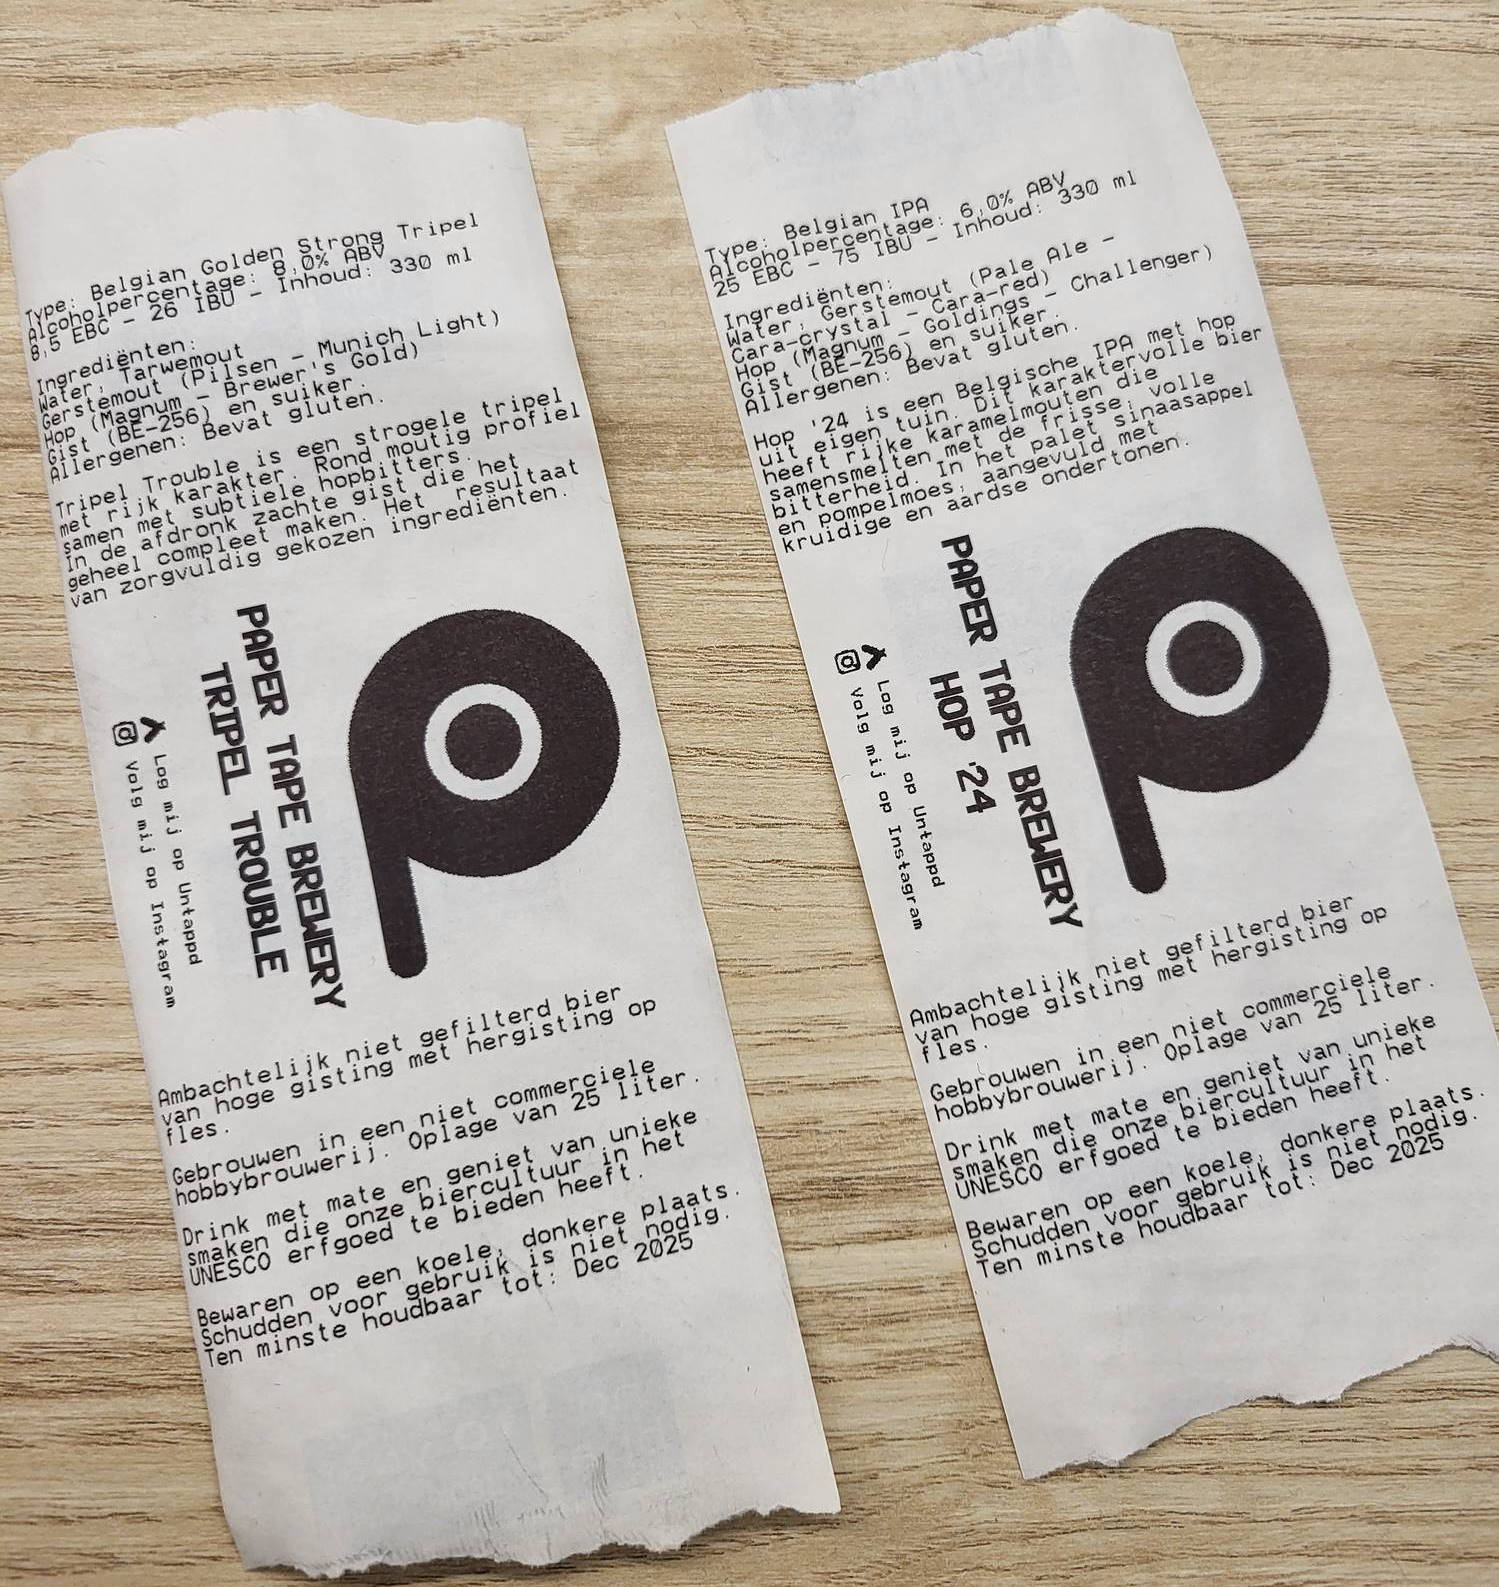 Type: Belgian Golden Strong Tripel
Alcoholpercentage: 8,0% ABV
8,5 EBC - 26 IBU - Inhoud: 330 ml
Ingrediënten:
Water, Tarwemout
Gerstemout (Pilsen - Munich Light)
Hop (Magnum - Brewer's Gold)
Gist (BE-256) en suiker.
Allergenen: Bevat gluten.
Tripel Trouble is een strogele tripel
met rijk karakter. Rond moutig profiel
samen met subtiele hopbitters.
In de afdronk zachte gist die het
geheel compleet maken. Het resultaat
van zorgvuldig gekozen ingrediënten.
PAPER TAPE BREWERY
TRIPEL TROUBLE
Log mij op Untappd
Volg mij op Instagram
Ambachtelijk niet gefilterd bier
van hoge gisting met hergisting op
fles.
Gebrouwen in een niet commerciele
hobbybrouwerij. Oplage van 25 liter.
Drink met mate en geniet van unieke
smaken die onze biercultuur in het
UNESCO erfgoed te bieden heeft.
Bewaren op een koele, donkere plaats.
Schudden voor gebruik is niet nodig.
Ten minste houdbaar tot: Dec 2025
Type: Belgian IPA
Alcoholpercentage: 6,0% ABV
25 EBC - 75 IBU - Inhoud: 330 ml
Ingrediënten:
Water, Gerstemout (Pale Ale -
Cara-crystal - Cara-red)
Hop (Magnum - Goldings - Challenger)
Gist (BE-256) en suiker.
Allergenen: Bevat gluten.
Hop '24 is een Belgische IPA met hop
uit eigen tuin. Dit karaktervolle bier
heeft rijke karamelmouten die
samensmelten met de frisse, volle
bitterheid. In het palet sinaasappel
en pompelmoes, aangevuld met
kruidige en aardse ondertonen.
PAPER TAPE BREWERY
HOP '24
Log mij op Untappd
Volg mij op Instagram
Ambachtelijk niet gefilterd bier
van hoge gisting met hergisting op
fles.
Gebrouwen in een niet commerciele
hobbybrouwerij. Oplage van 25 liter.
Drink met mate en geniet van unieke
smaken die onze biercultuur in het
UNESCO erfgoed te bieden heeft.
Bewaren op een koele, donkere plaats.
Schudden voor gebruik is niet nodig.
Ten minste houdbaar tot: Dec 2025